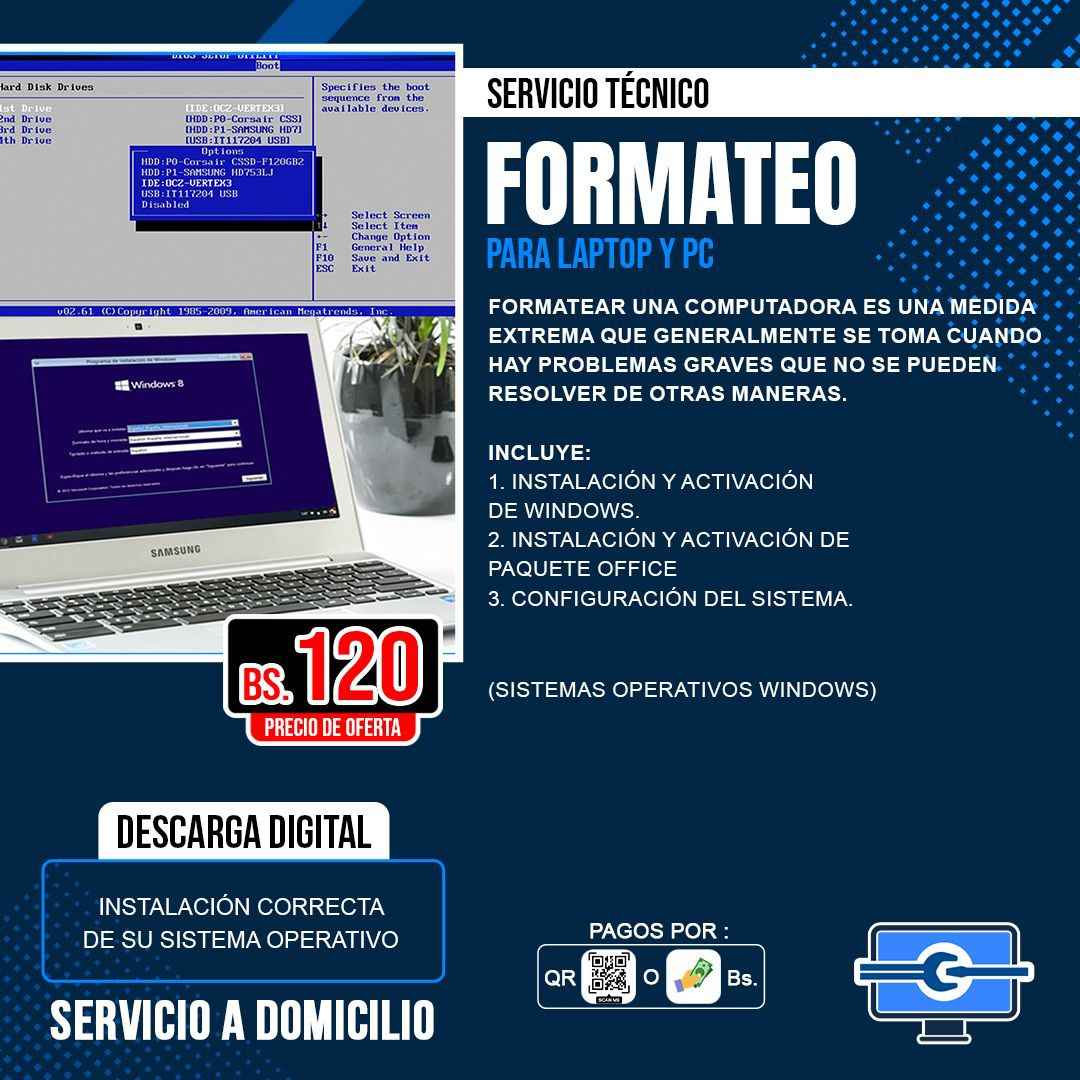 BIOS SETUP UTILITY
Boot
Hard Disk Drives
1st Drive [IDE:OCZ-VERTEX3]
2nd Drive [HDD:P0-Corsair CSS]
3rd Drive [HDD:P1-SAMSUNG HD7]
4th Drive [USB:IT117204 USB]
Options
HDD:P0-Corsair CSSD-F120GB2
HDD:P1-SAMSUNG HD753LJ
IDE:OCZ-VERTEX3
USB:IT117204 USB
Disabled
Specifies the boot
sequence from the
available devices.
Select Screen
Select Item
+- Change Option
F1 General Help
F10 Save and Exit
ESC Exit
v02.61 (C)Copyright 1985-2009, American Megatrends, Inc.
Programa de instalación de Windows
Windows 8
SAMSUNG
BS. 120
PRECIO DE OFERTA
SERVICIO TÉCNICO
FORMATEO
PARA LAPTOP Y PC
FORMATEAR UNA COMPUTADORA ES UNA MEDIDA
EXTREMA QUE GENERALMENTE SE TOMA CUANDO
HAY PROBLEMAS GRAVES QUE NO SE PUEDEN
RESOLVER DE OTRAS MANERAS.
INCLUYE:
1. INSTALACIÓN Y ACTIVACIÓN
DE WINDOWS.
2. INSTALACIÓN Y ACTIVACIÓN DE
PAQUETE OFFICE
3. CONFIGURACIÓN DEL SISTEMA.
(SISTEMAS OPERATIVOS WINDOWS)
DESCARGA DIGITAL
INSTALACIÓN CORRECTA
DE SU SISTEMA OPERATIVO
SERVICIO A DOMICILIO
PAGOS POR :
QR O Bs.
SCAN ME